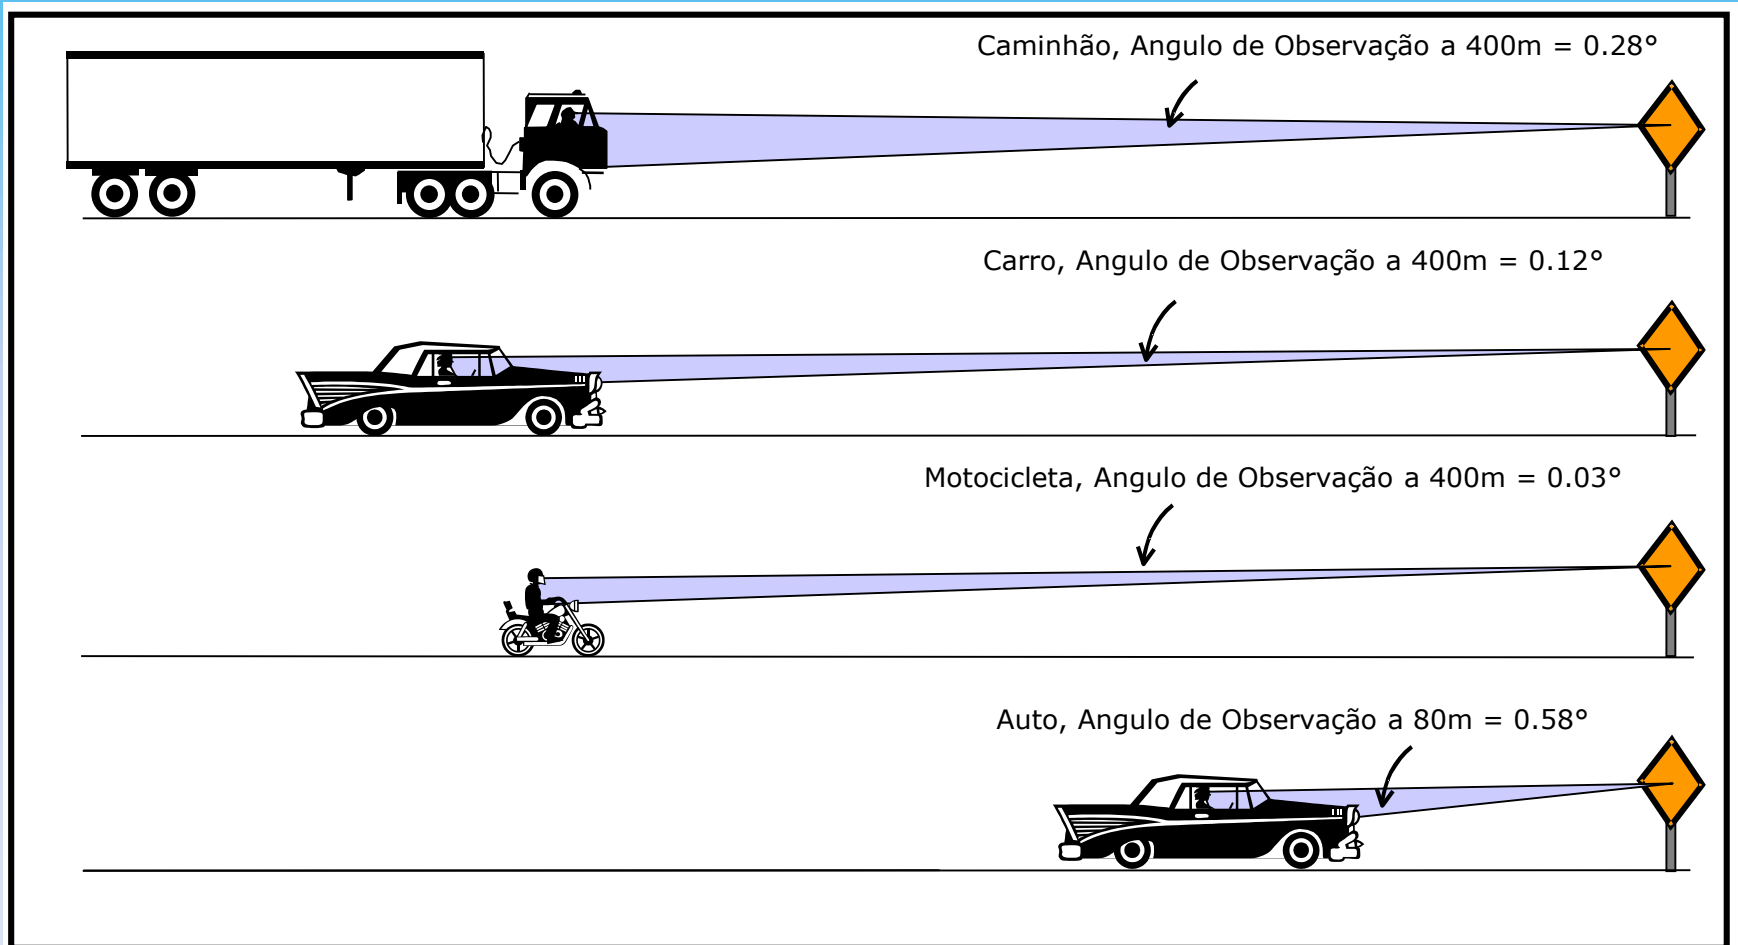 Caminhão, Angulo de Observação a 400m = 0.28°
Carro, Angulo de Observação a 400m = 0.12°
Motocicleta, Angulo de Observação a 400m = 0.03°
Auto, Angulo de Observação a 80m = 0.58°